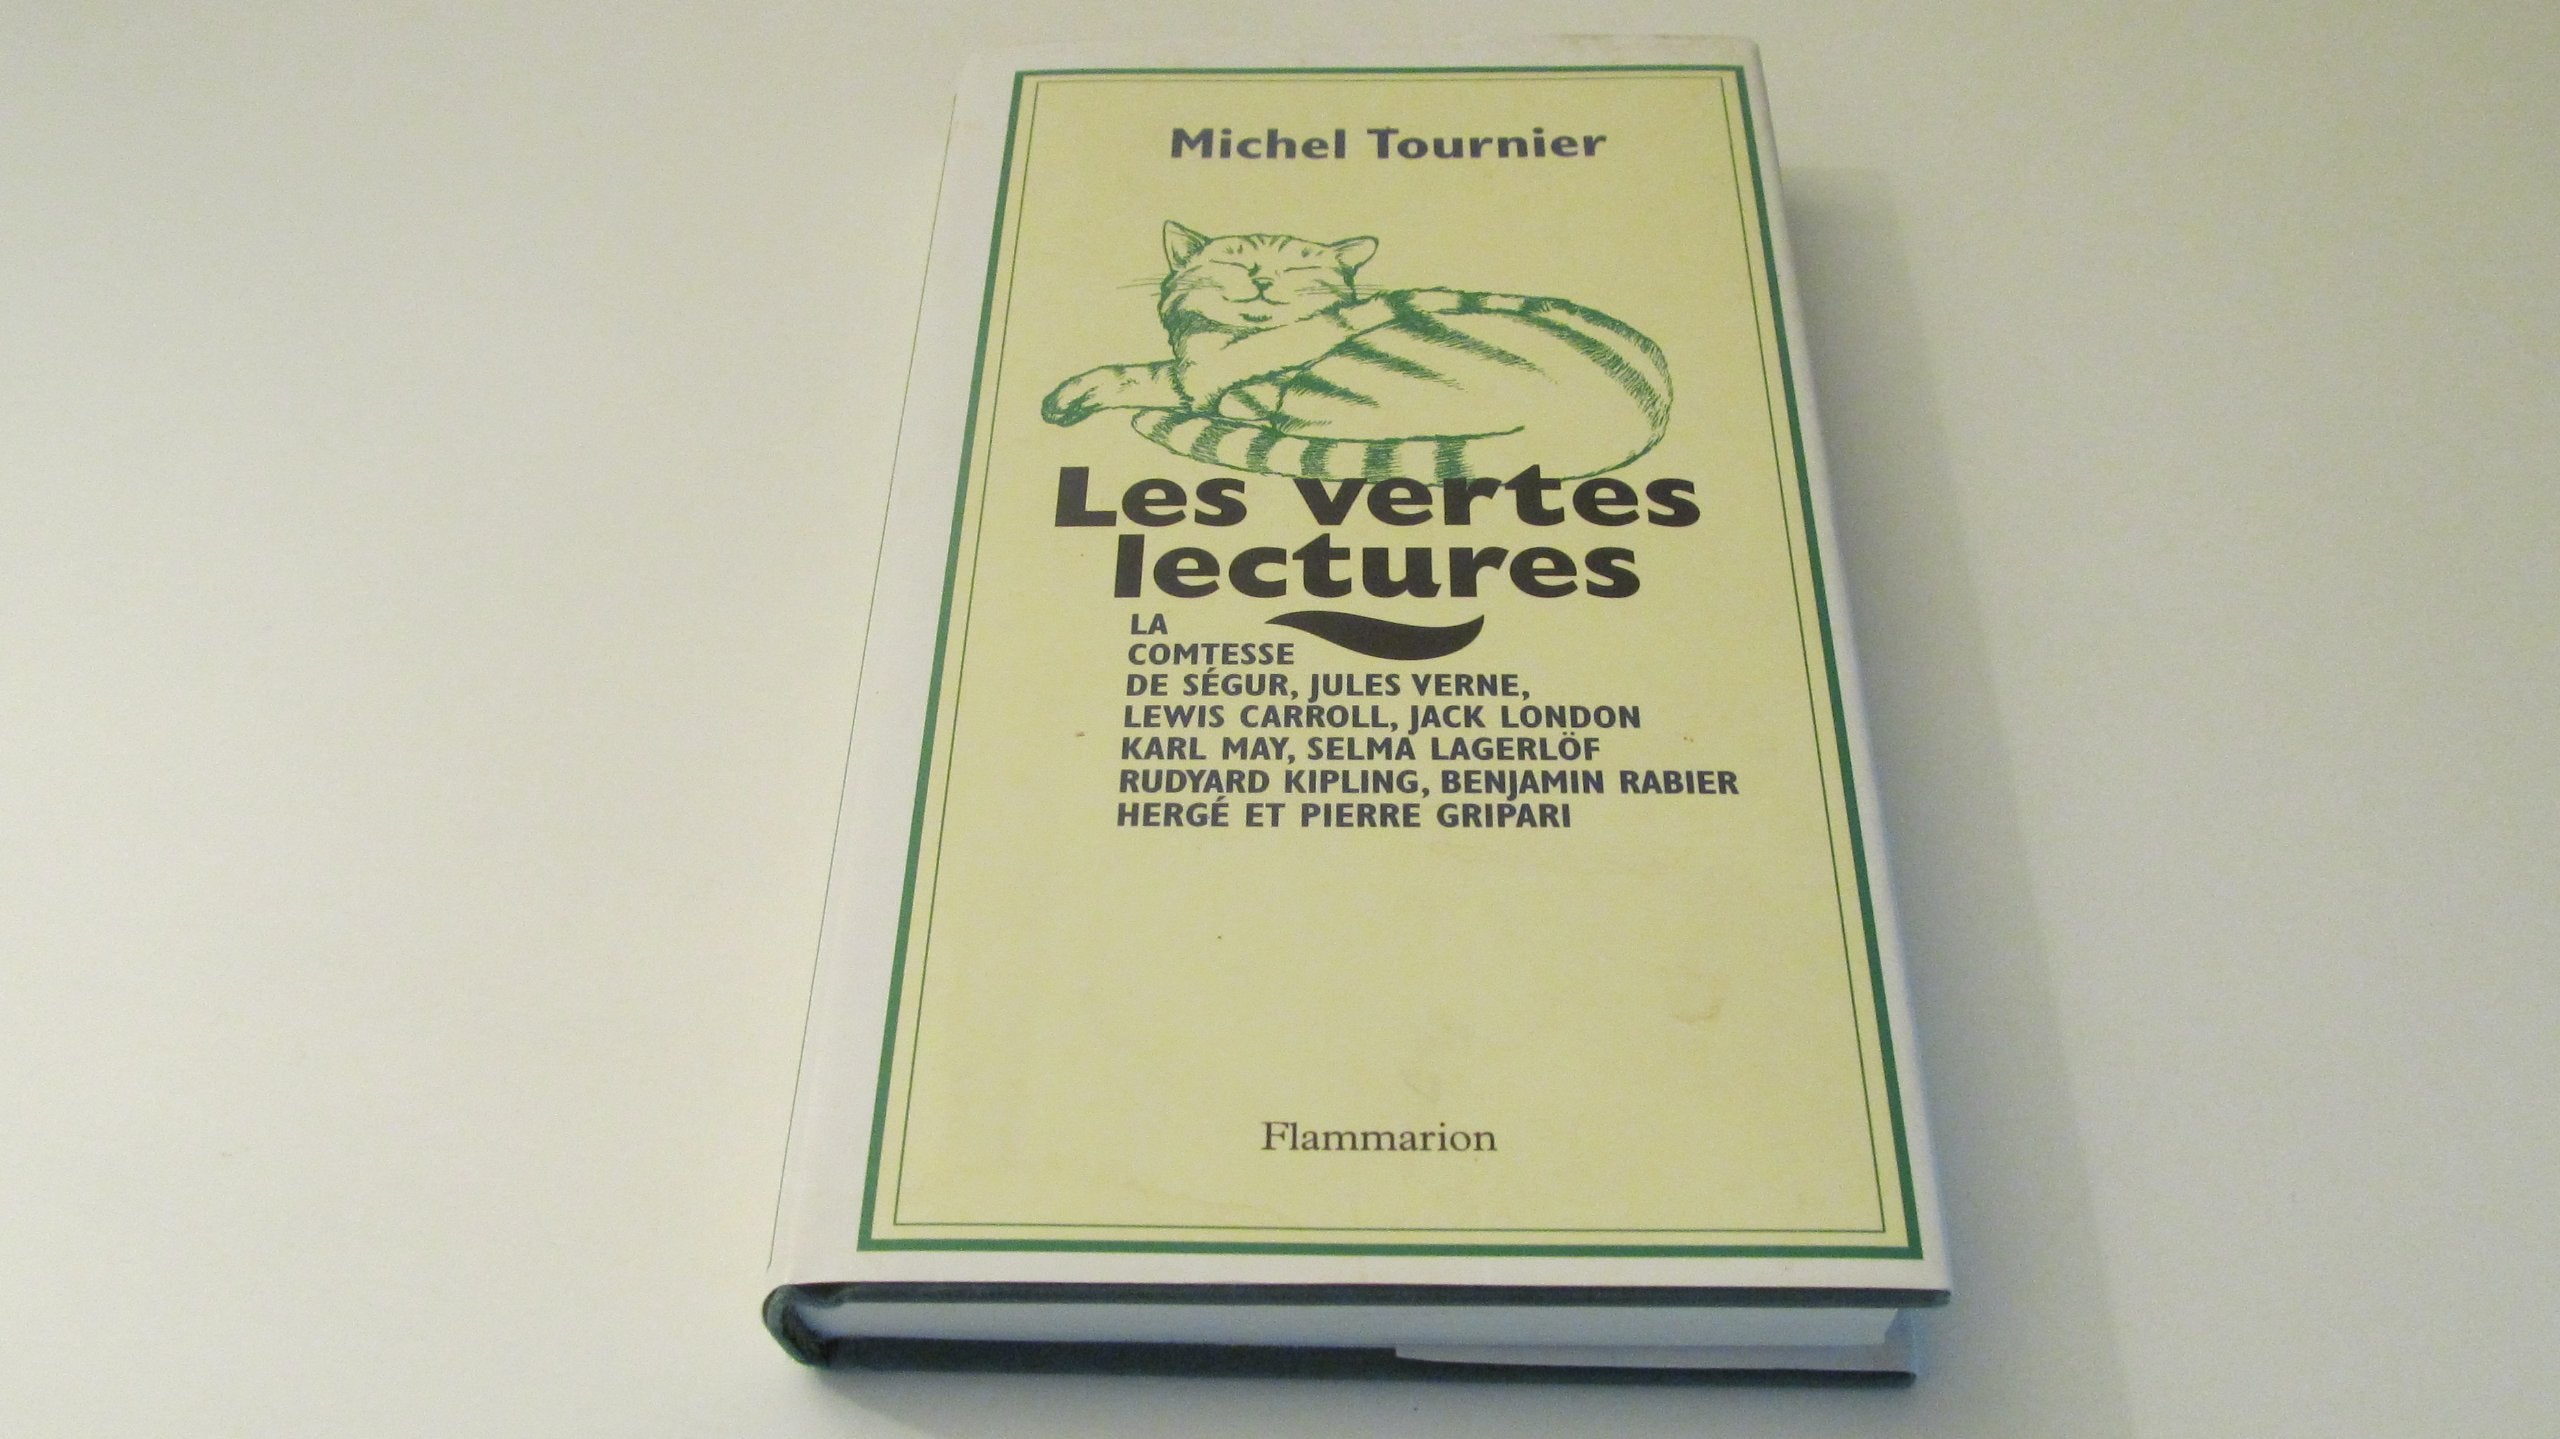 Michel Tournier
Les vertes
lectures
LA
COMTESSE
DE SÉGUR, JULES VERNE,
LEWIS CARROLL, JACK LONDON
KARL MAY, SELMA LAGERLÖF
RUDYARD KIPLING, BENJAMIN RABIER
HERGÉ ET PIERRE GRIPARI
Flammarion